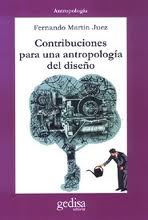 Antropología
Fernando Martín Juez
Contribuciones
para una antropología
del diseño
gedisa
editorial